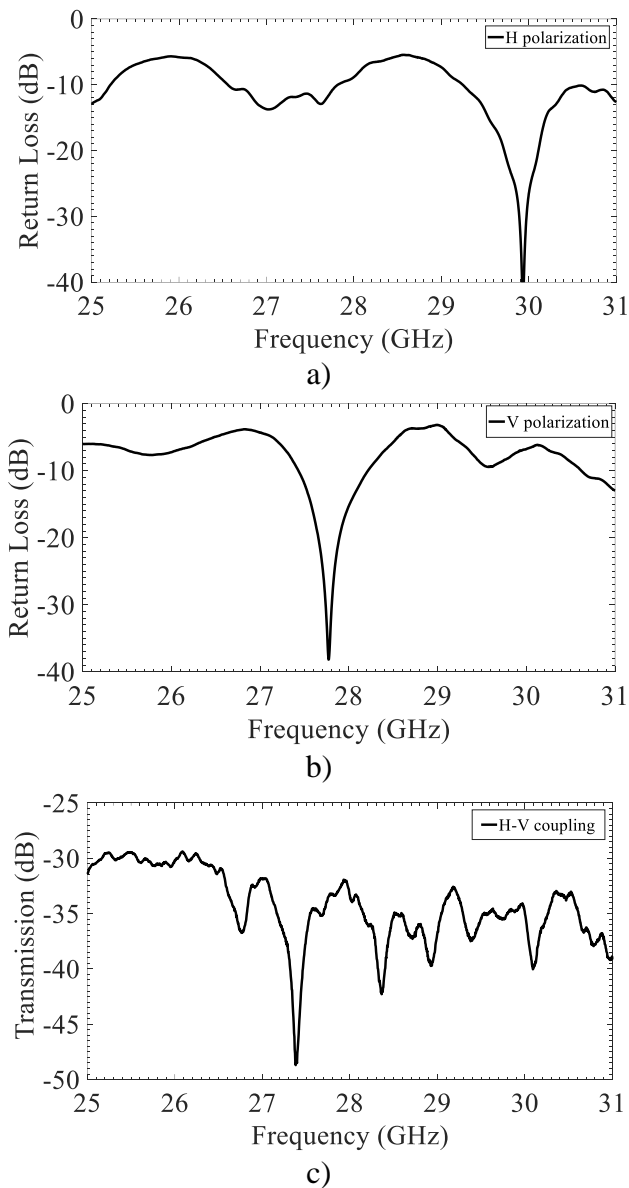 0
-10
-20
-30
-40
Return Loss (dB)
H polarization
25 26 27 28 29 30 31
Frequency (GHz)
a)
0
-10
-20
-30
-40
Return Loss (dB)
V polarization
25 26 27 28 29 30 31
Frequency (GHz)
b)
-25
-30
-35
-40
-45
-50
Transmission (dB)
H-V coupling
25 26 27 28 29 30 31
Frequency (GHz)
c)